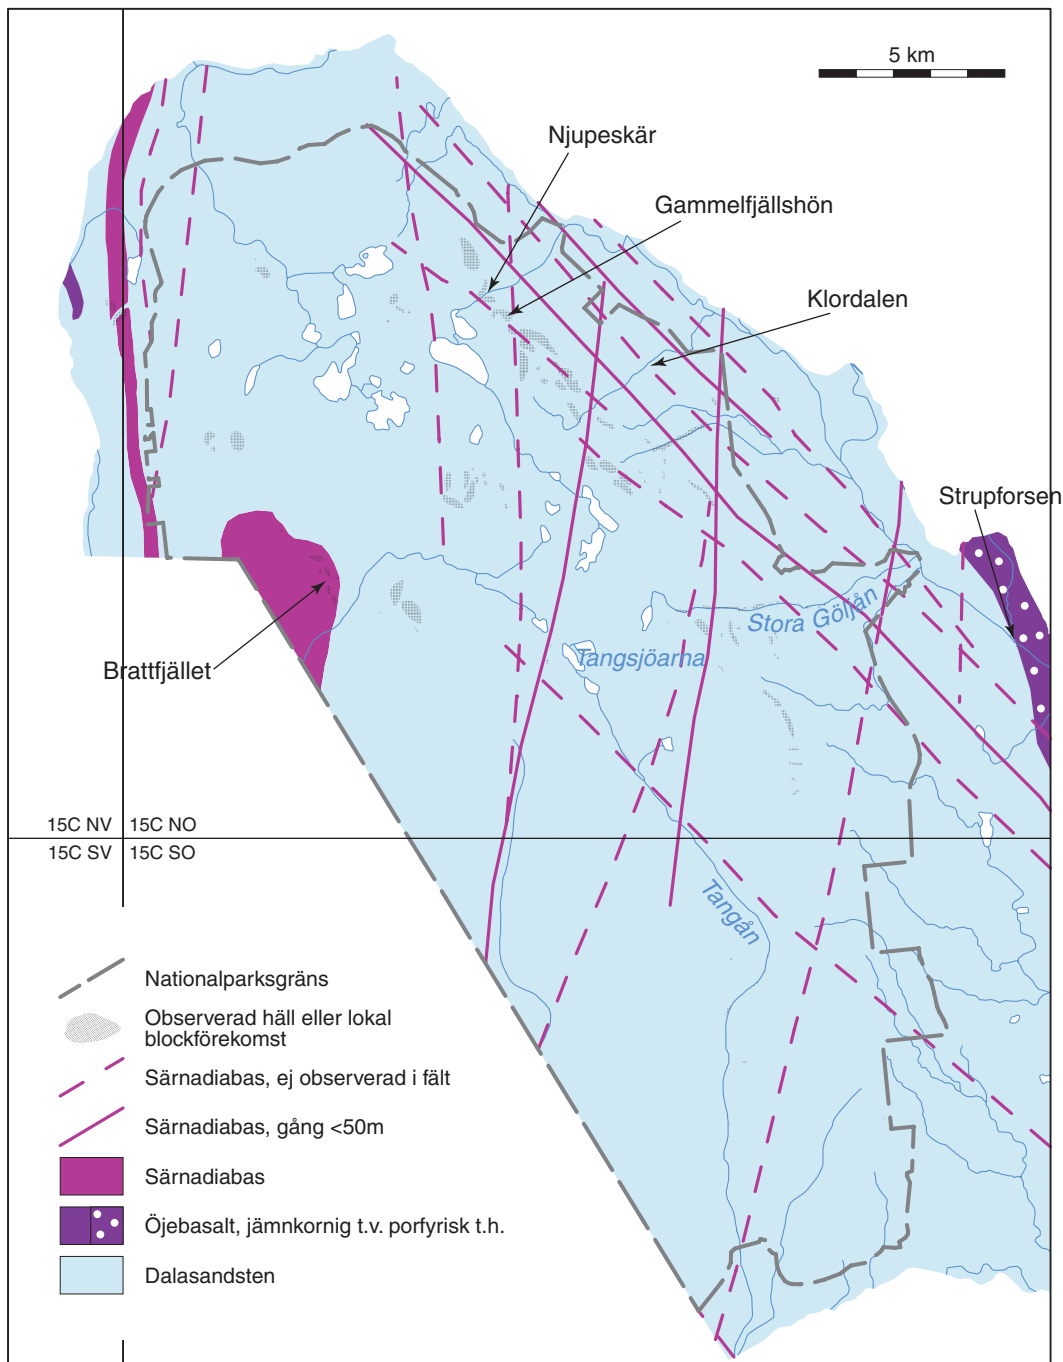 5 km
Njupeskär
Gammelfjällshön
Klordalen
Strupforsen
Stora Göljån
Tangsjöarna
Brattfjället
15C NV
15C NO
15C SV
15C SO
Tangån
Nationalparksgräns
Observerad häll eller lokal
blockförekomst
Särnadiabas, ej observerad i fält
Särnadiabas, gång <50m
Särnadiabas
Öjebasalt, jämnkornig t.v. porfyrisk t.h.
Dalasandsten